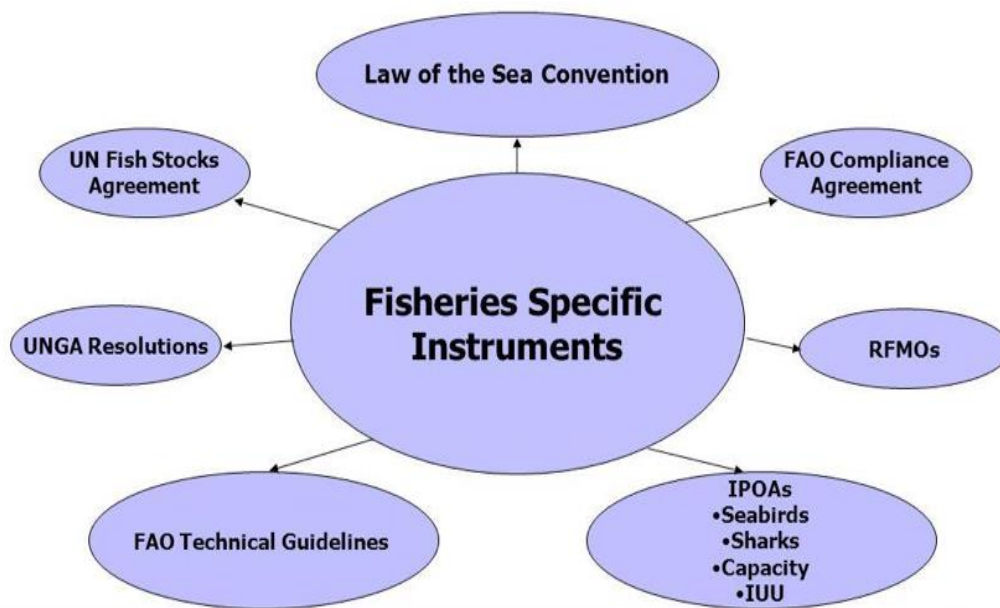 Law of the Sea Convention
UN Fish Stocks
Agreement
FAO Compliance
Agreement
Fisheries Specific
Instruments
UNGA Resolutions
RFMOs
FAO Technical Guidelines
IPOAs
•Seabirds
•Sharks
•Capacity
•IUU